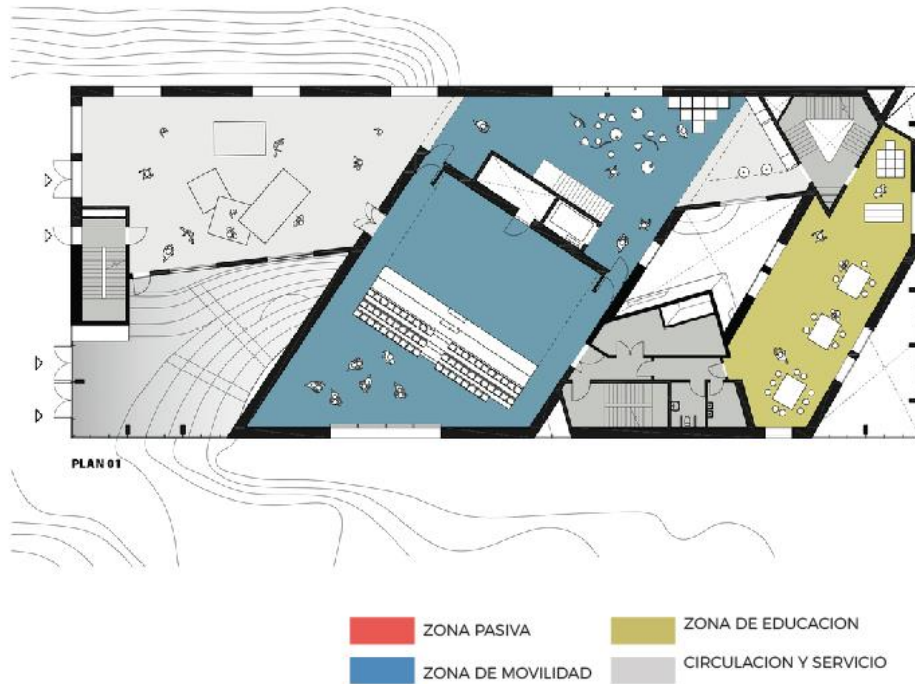 PLAN 01
ZONA PASIVA
ZONA DE EDUCACION
ZONA DE MOVILIDAD
CIRCULACION Y SERVICIO